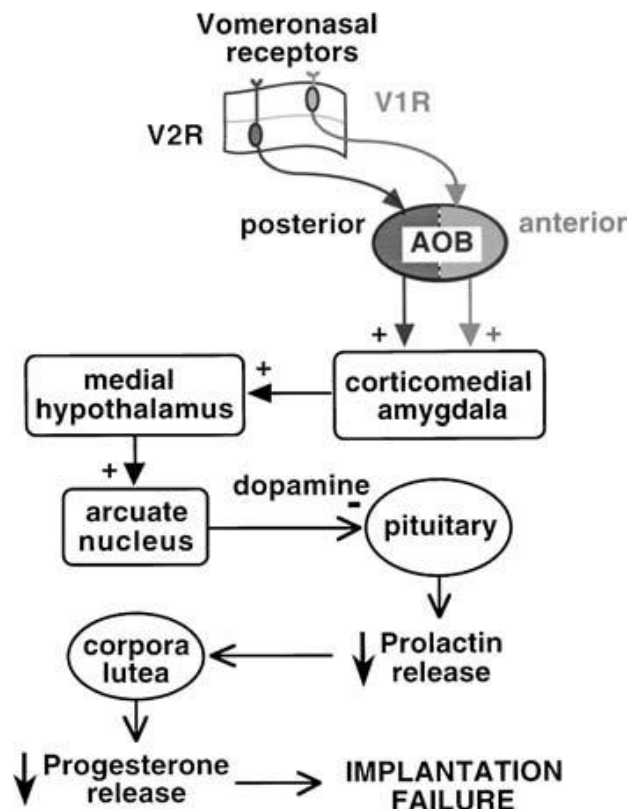 Vomeronasal
receptors
V1R
V2R
posterior
AOB
anterior
+
+
medial
hypothalamus
+
corticomedial
amygdala
+
dopamine
-
arcuate
nucleus
pituitary
corpora
lutea
Prolactin
release
Progesterone
release
IMPLANTATION
FAILURE